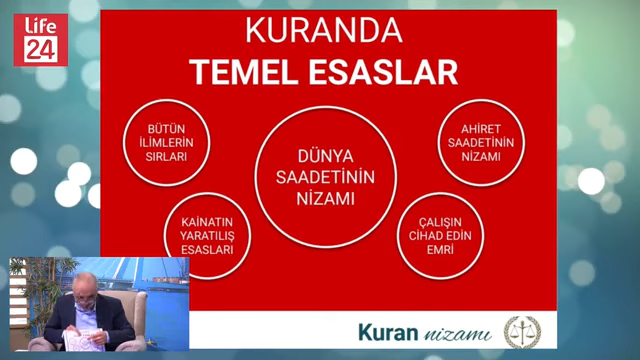 Life
24
KURANDA
TEMEL ESASLAR
BÜTÜN
İLİMLERİN
SIRLARI
DÜNYA
SAADETİNİN
NİZAMI
AHİRET
SAADETİNİN
NİZAMI
KAİNATIN
YARATILIŞ
ESASLARI
ÇALIŞIN
CİHAD EDİN
EMRİ
Kuran nizamı